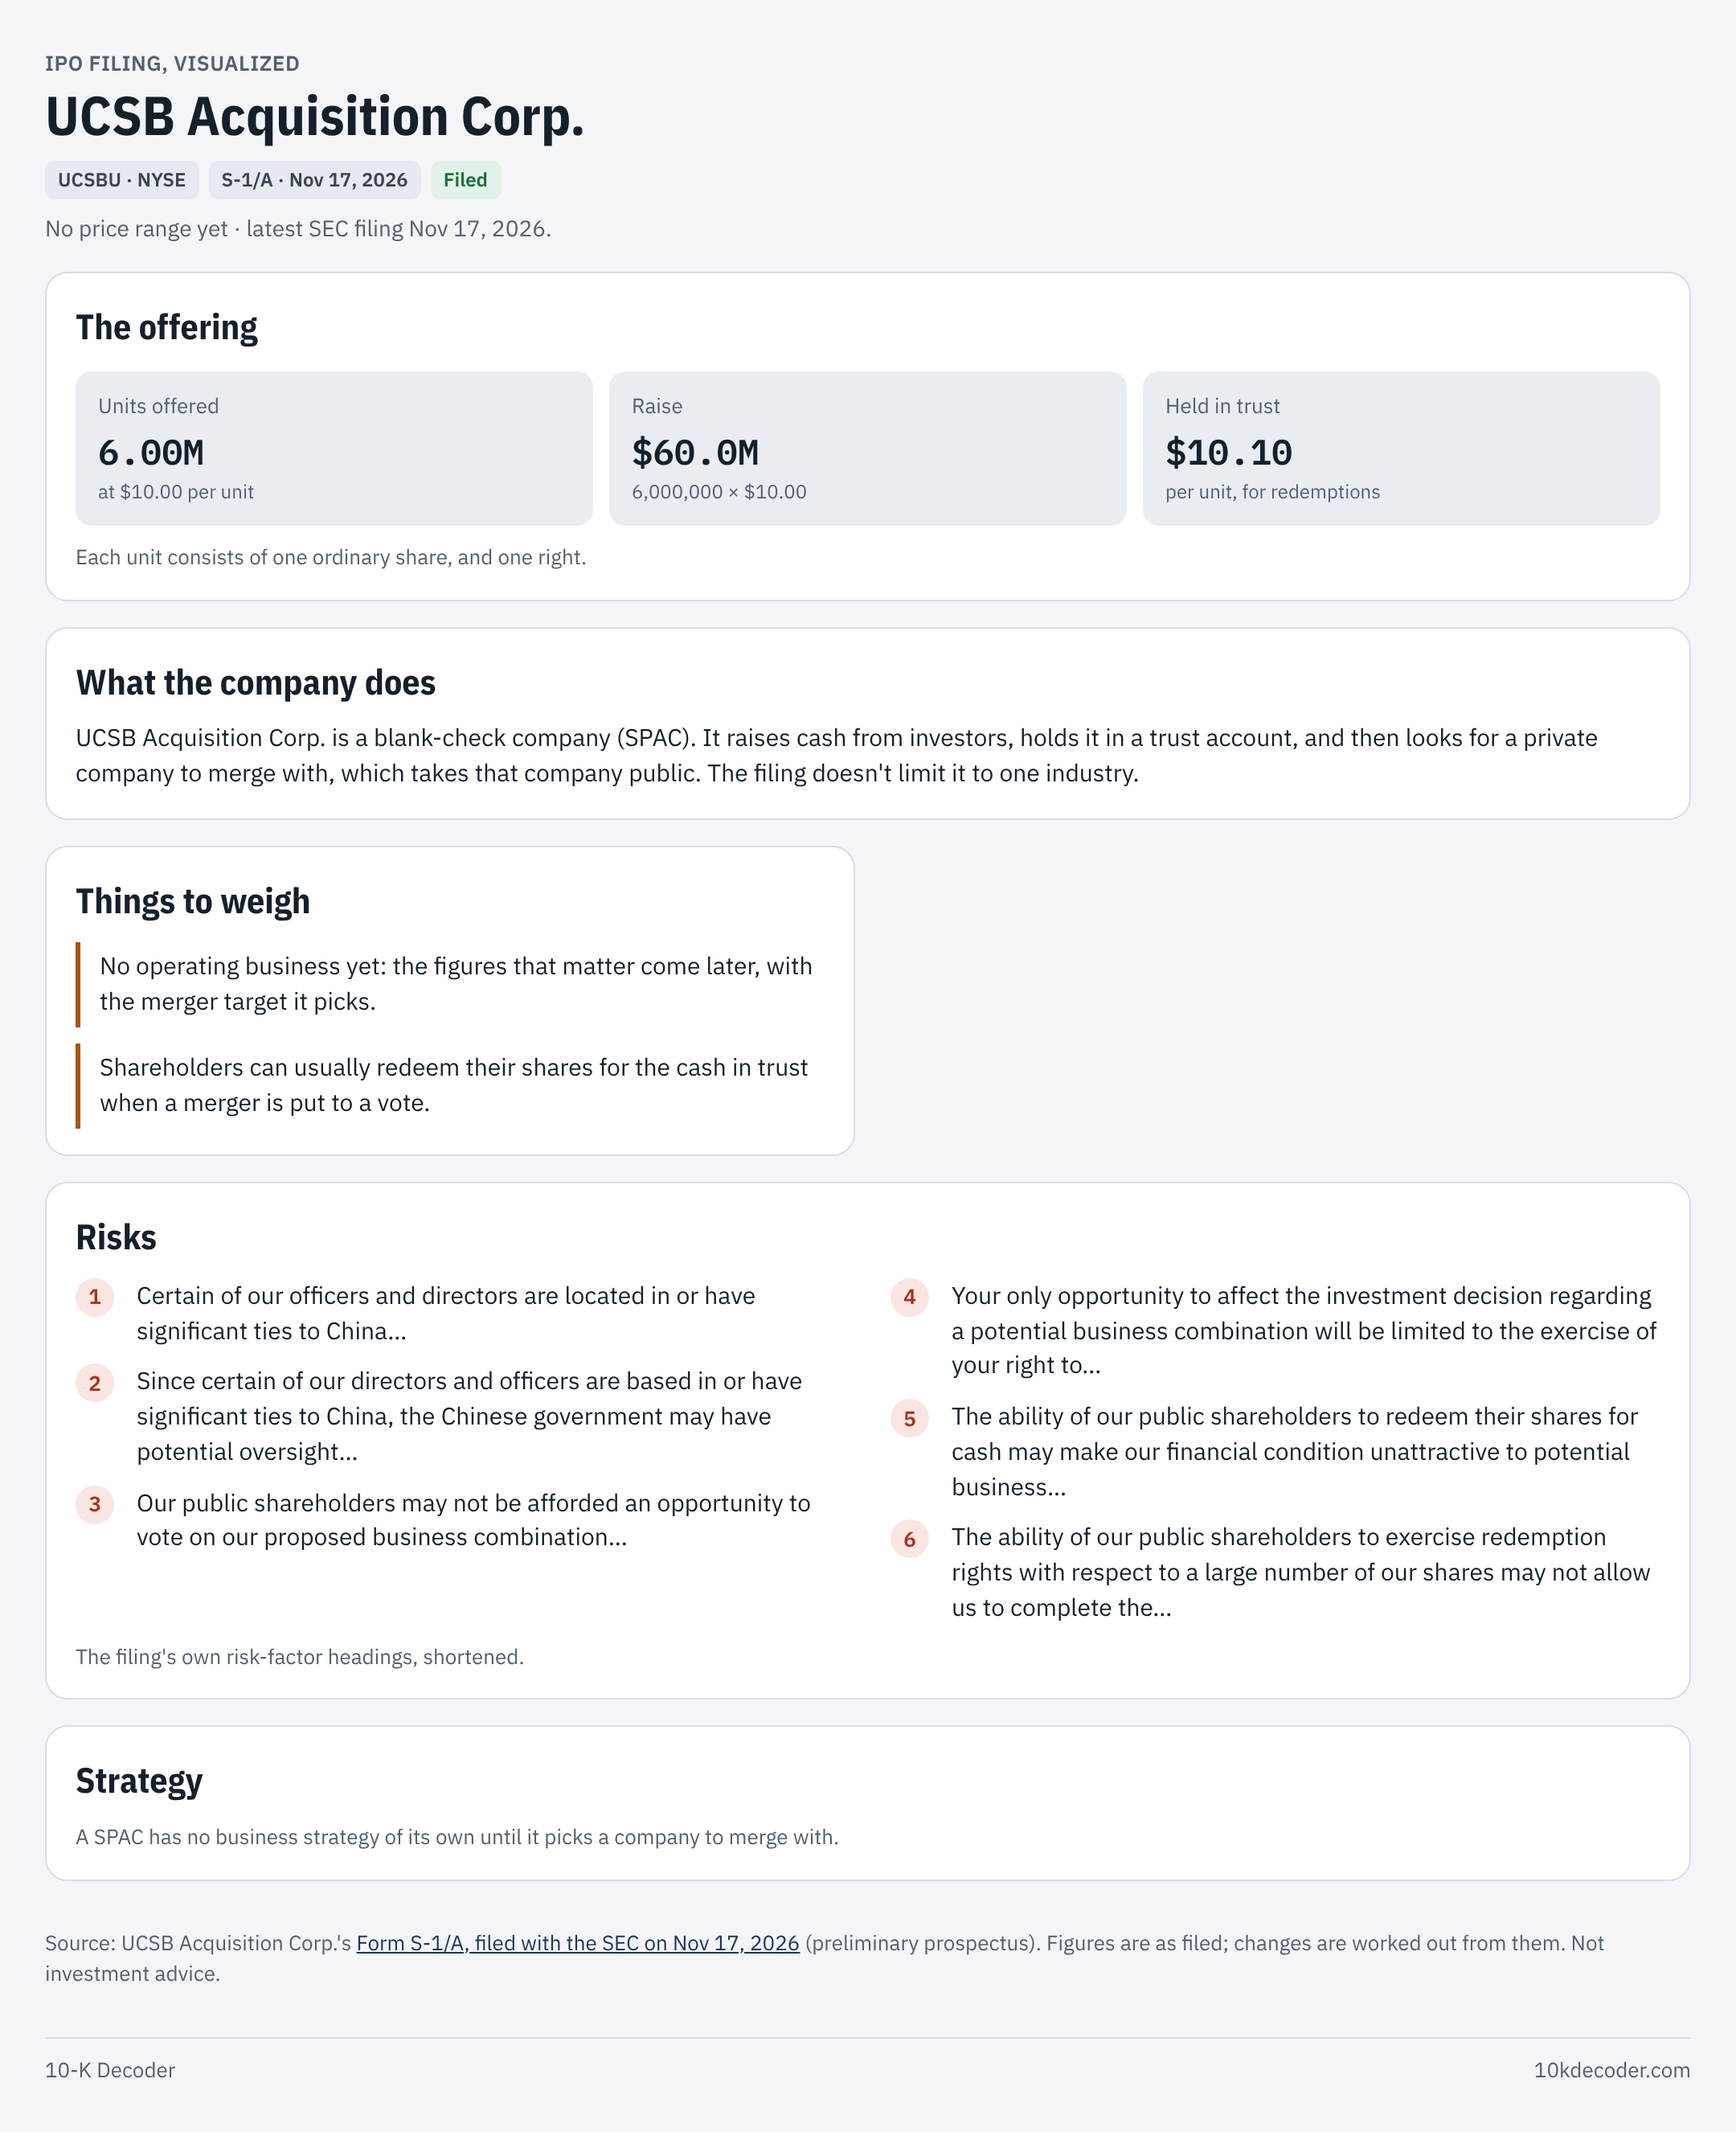 IPO FILING, VISUALIZED
UCSB Acquisition Corp.
UCSBU · NYSE
S-1/A · Nov 17, 2026
Filed
No price range yet · latest SEC filing Nov 17, 2026.
The offering
Units offered
6.00M
at $10.00 per unit
Raise
$60.0M
6,000,000 × $10.00
Held in trust
$10.10
per unit, for redemptions
Each unit consists of one ordinary share, and one right.
What the company does
UCSB Acquisition Corp. is a blank-check company (SPAC). It raises cash from investors, holds it in a trust account, and then looks for a private
company to merge with, which takes that company public. The filing doesn't limit it to one industry.
Things to weigh
No operating business yet: the figures that matter come later, with
the merger target it picks.
Shareholders can usually redeem their shares for the cash in trust
when a merger is put to a vote.
Risks
1 Certain of our officers and directors are located in or have
significant ties to China...
2 Since certain of our directors and officers are based in or have
significant ties to China, the Chinese government may have
potential oversight...
3 Our public shareholders may not be afforded an opportunity to
vote on our proposed business combination...
4 Your only opportunity to affect the investment decision regarding
a potential business combination will be limited to the exercise of
your right to...
5 The ability of our public shareholders to redeem their shares for
cash may make our financial condition unattractive to potential
business...
6 The ability of our public shareholders to exercise redemption
rights with respect to a large number of our shares may not allow
us to complete the...
The filing's own risk-factor headings, shortened.
Strategy
A SPAC has no business strategy of its own until it picks a company to merge with.
Source: UCSB Acquisition Corp.'s Form S-1/A, filed with the SEC on Nov 17, 2026 (preliminary prospectus). Figures are as filed; changes are worked out from them. Not
investment advice.
10-K Decoder
10kdecoder.com